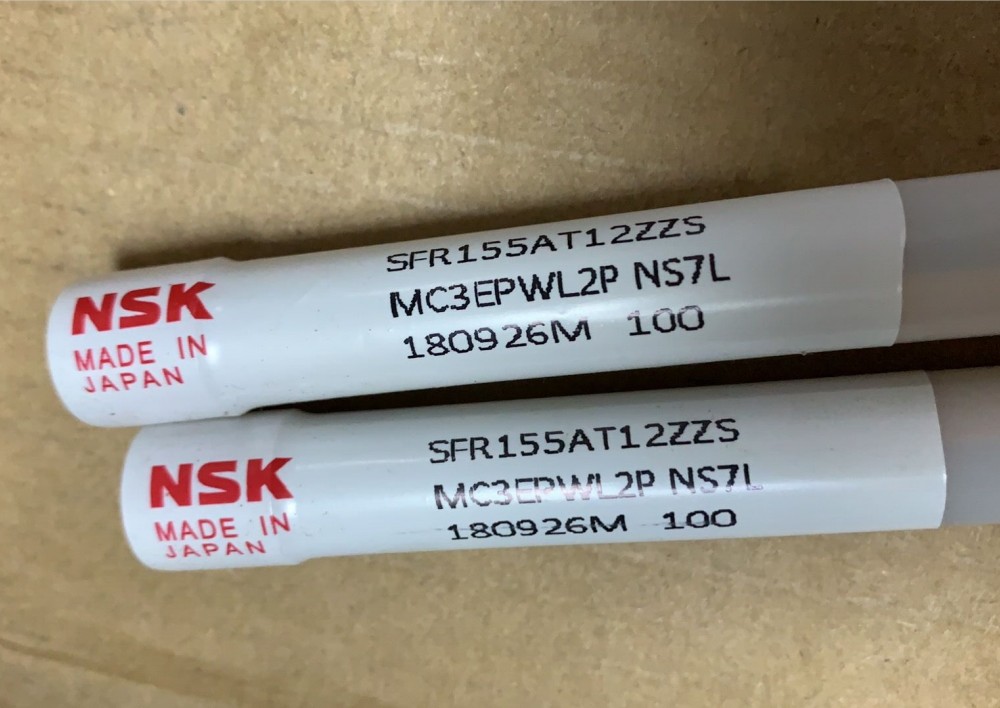 NSK
MADE IN
JAPAN
SFR155AT12ZZS
MC3EPWL2P NS7L
180926M 100
NSK
MADE IN
JAPAN
SFR155AT12ZZS
MC3EPWL2P NS7L
180926M 100